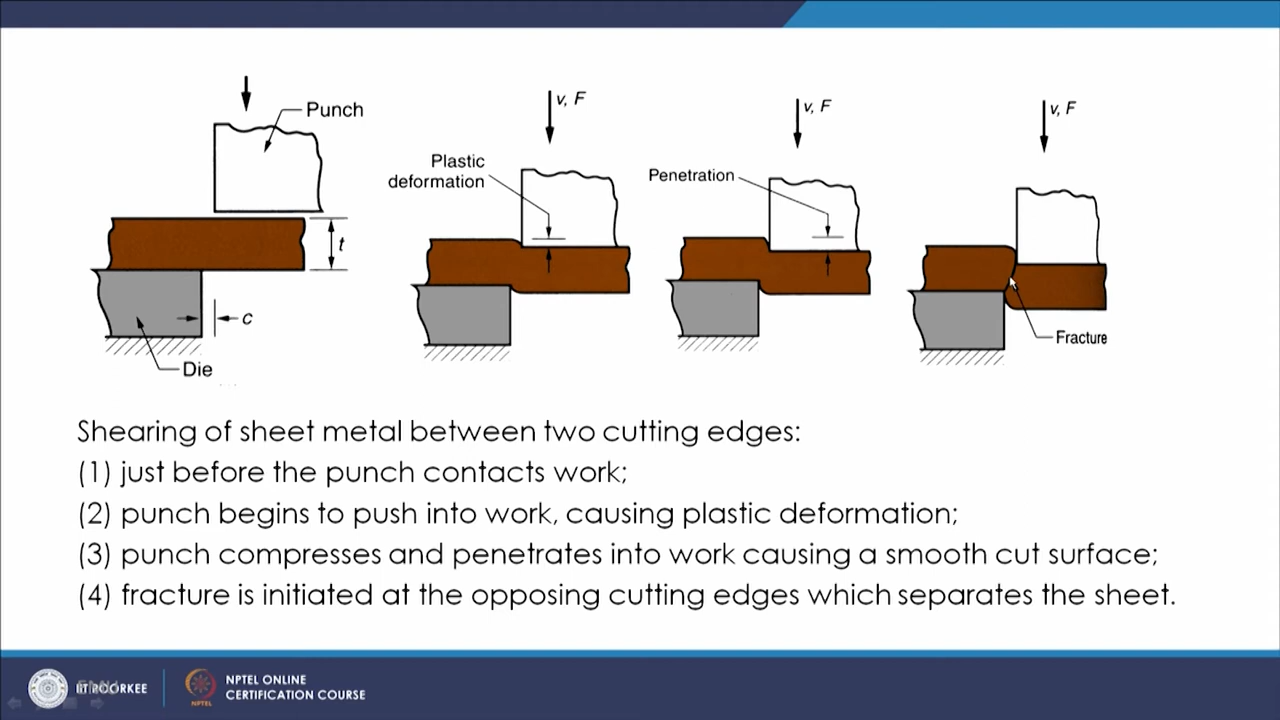 Punch
t
c
Die
v, F
Plastic
deformation
v, F
Penetration
v, F
Fracture
Shearing of sheet metal between two cutting edges:
(1) just before the punch contacts work;
(2) punch begins to push into work, causing plastic deformation;
(3) punch compresses and penetrates into work causing a smooth cut surface;
(4) fracture is initiated at the opposing cutting edges which separates the sheet.
IIT ROORKEE
NPTEL
NPTEL ONLINE
CERTIFICATION COURSE